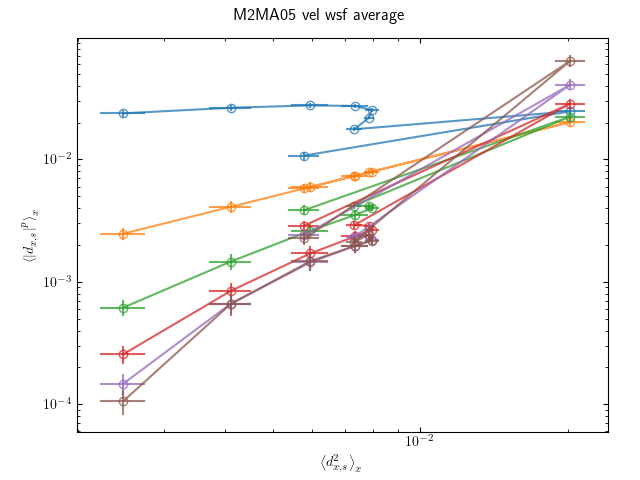 M2MA05 vel wsf average
⟨|d_{x,s}|^p⟩_x
10^{-2}
10^{-3}
10^{-4}
10^{-2}
⟨d_{x,s}^2⟩_x